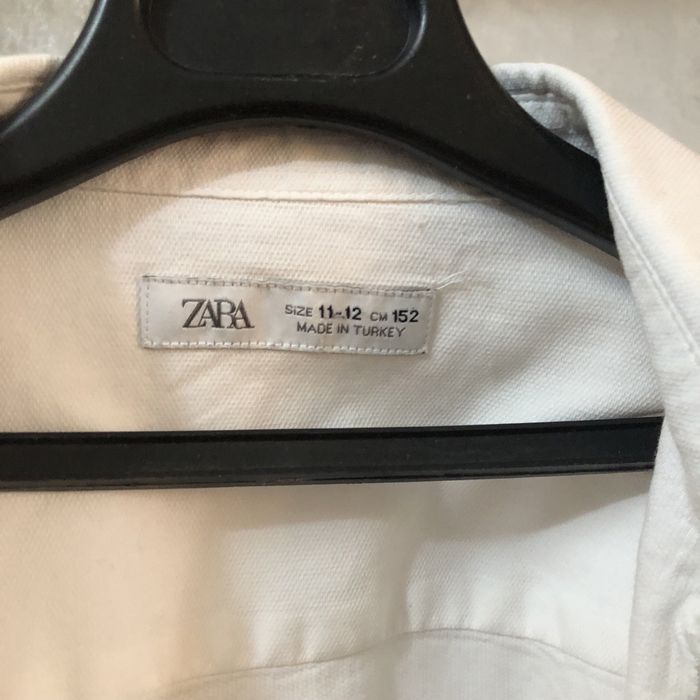 ZARA
SIZE 11-12 CM 152
MADE IN TURKEY